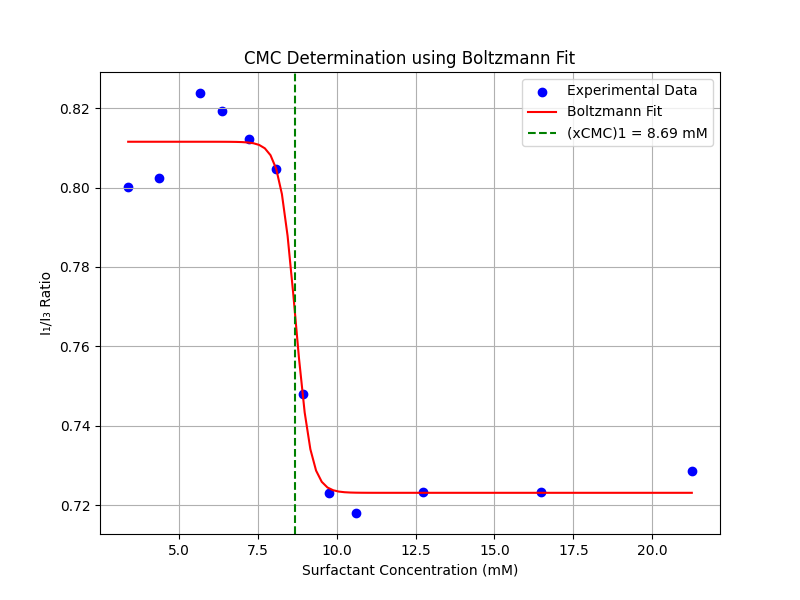 CMC Determination using Boltzmann Fit
Experimental Data
Boltzmann Fit
(xCMC)1 = 8.69 mM
I₁/I₃ Ratio
0.82
0.80
0.78
0.76
0.74
0.72
5.0 7.5 10.0 12.5 15.0 17.5 20.0
Surfactant Concentration (mM)